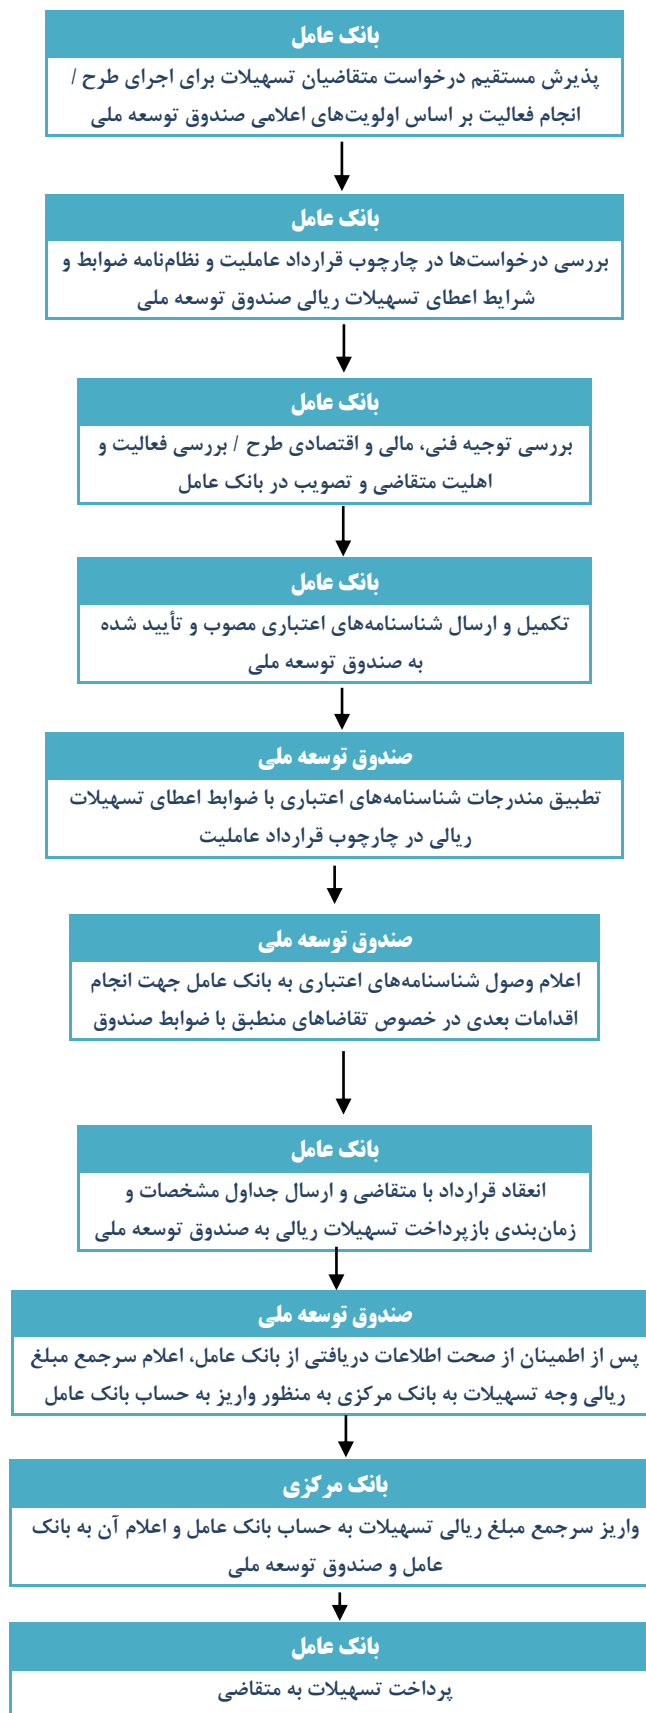 بانک عامل
پذیرش مستقیم درخواست متقاضیان تسهیلات برای اجرای طرح /
انجام فعالیت بر اساس اولویت‌های اعلامی صندوق توسعه ملی
بانک عامل
بررسی درخواست‌ها در چارچوب قرارداد عاملیت و نظام‌نامه ضوابط و
شرایط اعطای تسهیلات ریالی صندوق توسعه ملی
بانک عامل
بررسی توجیه فنی، مالی و اقتصادی طرح / بررسی فعالیت و
اهلیت متقاضی و تصویب در بانک عامل
بانک عامل
تکمیل و ارسال شناسنامه‌های اعتباری مصوب و تأیید شده
به صندوق توسعه ملی
صندوق توسعه ملی
تطبیق مندرجات شناسنامه‌های اعتباری با ضوابط اعطای تسهیلات
ریالی در چارچوب قرارداد عاملیت
صندوق توسعه ملی
اعلام وصول شناسنامه‌های اعتباری به بانک عامل جهت انجام
اقدامات بعدی در خصوص تقاضاهای منطبق با ضوابط صندوق
بانک عامل
انعقاد قرارداد با متقاضی و ارسال جداول مشخصات و
زمان‌بندی بازپرداخت تسهیلات ریالی به صندوق توسعه ملی
صندوق توسعه ملی
پس از اطمینان از صحت اطلاعات دریافتی از بانک عامل، اعلام سرجمع مبلغ
ریالی وجه تسهیلات به بانک مرکزی به منظور واریز به حساب بانک عامل
بانک مرکزی
واریز سرجمع مبلغ ریالی تسهیلات به حساب بانک عامل و اعلام آن به بانک
عامل و صندوق توسعه ملی
بانک عامل
پرداخت تسهیلات به متقاضی